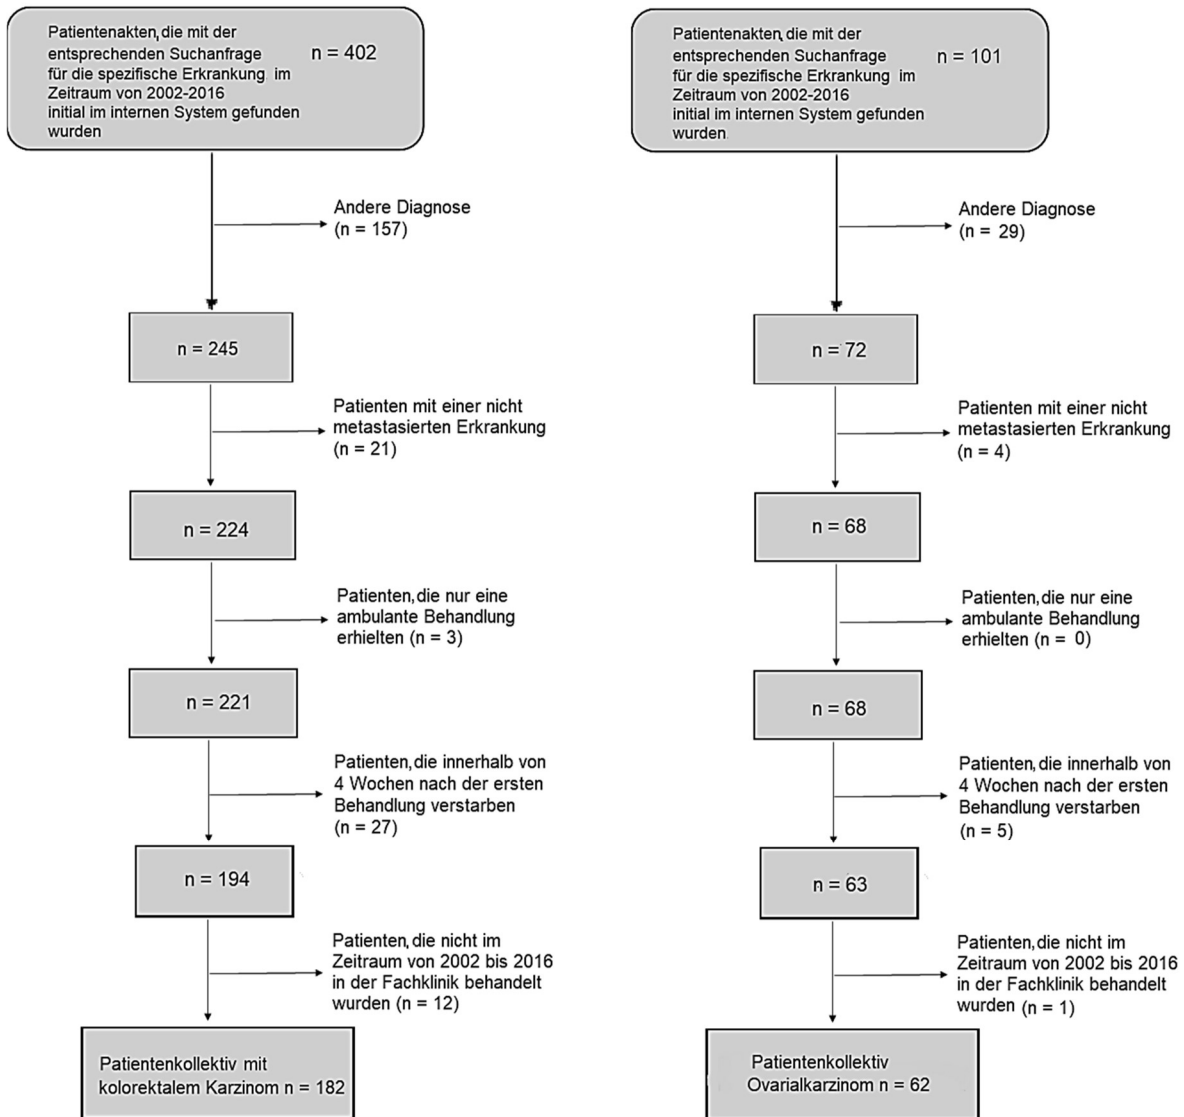 Patientenakten, die mit der
entsprechenden Suchanfrage
für die spezifische Erkrankung im
Zeitraum von 2002-2016
initial im internen System gefunden
wurden
n = 402
Andere Diagnose
(n = 157)
n = 245
Patienten mit einer nicht
metastasierten Erkrankung
(n = 21)
n = 224
Patienten, die nur eine
ambulante Behandlung
erhielten (n = 3)
n = 221
Patienten, die innerhalb von
4 Wochen nach der ersten
Behandlung verstarben
(n = 27)
n = 194
Patienten, die nicht im
Zeitraum von 2002 bis 2016
in der Fachklinik behandelt
wurden (n = 12)
Patientenkollektiv mit
kolorektalem Karzinom n = 182
Patientenakten, die mit der
entsprechenden Suchanfrage
für die spezifische Erkrankung im
Zeitraum von 2002-2016
initial im internen System gefunden
wurden
n = 101
Andere Diagnose
(n = 29)
n = 72
Patienten mit einer nicht
metastasierten Erkrankung
(n = 4)
n = 68
Patienten, die nur eine
ambulante Behandlung
erhielten (n = 0)
n = 68
Patienten, die innerhalb von
4 Wochen nach der ersten
Behandlung verstarben
(n = 5)
n = 63
Patienten, die nicht im
Zeitraum von 2002 bis 2016
in der Fachklinik behandelt
wurden (n = 1)
Patientenkollektiv
Ovarialkarzinom n = 62